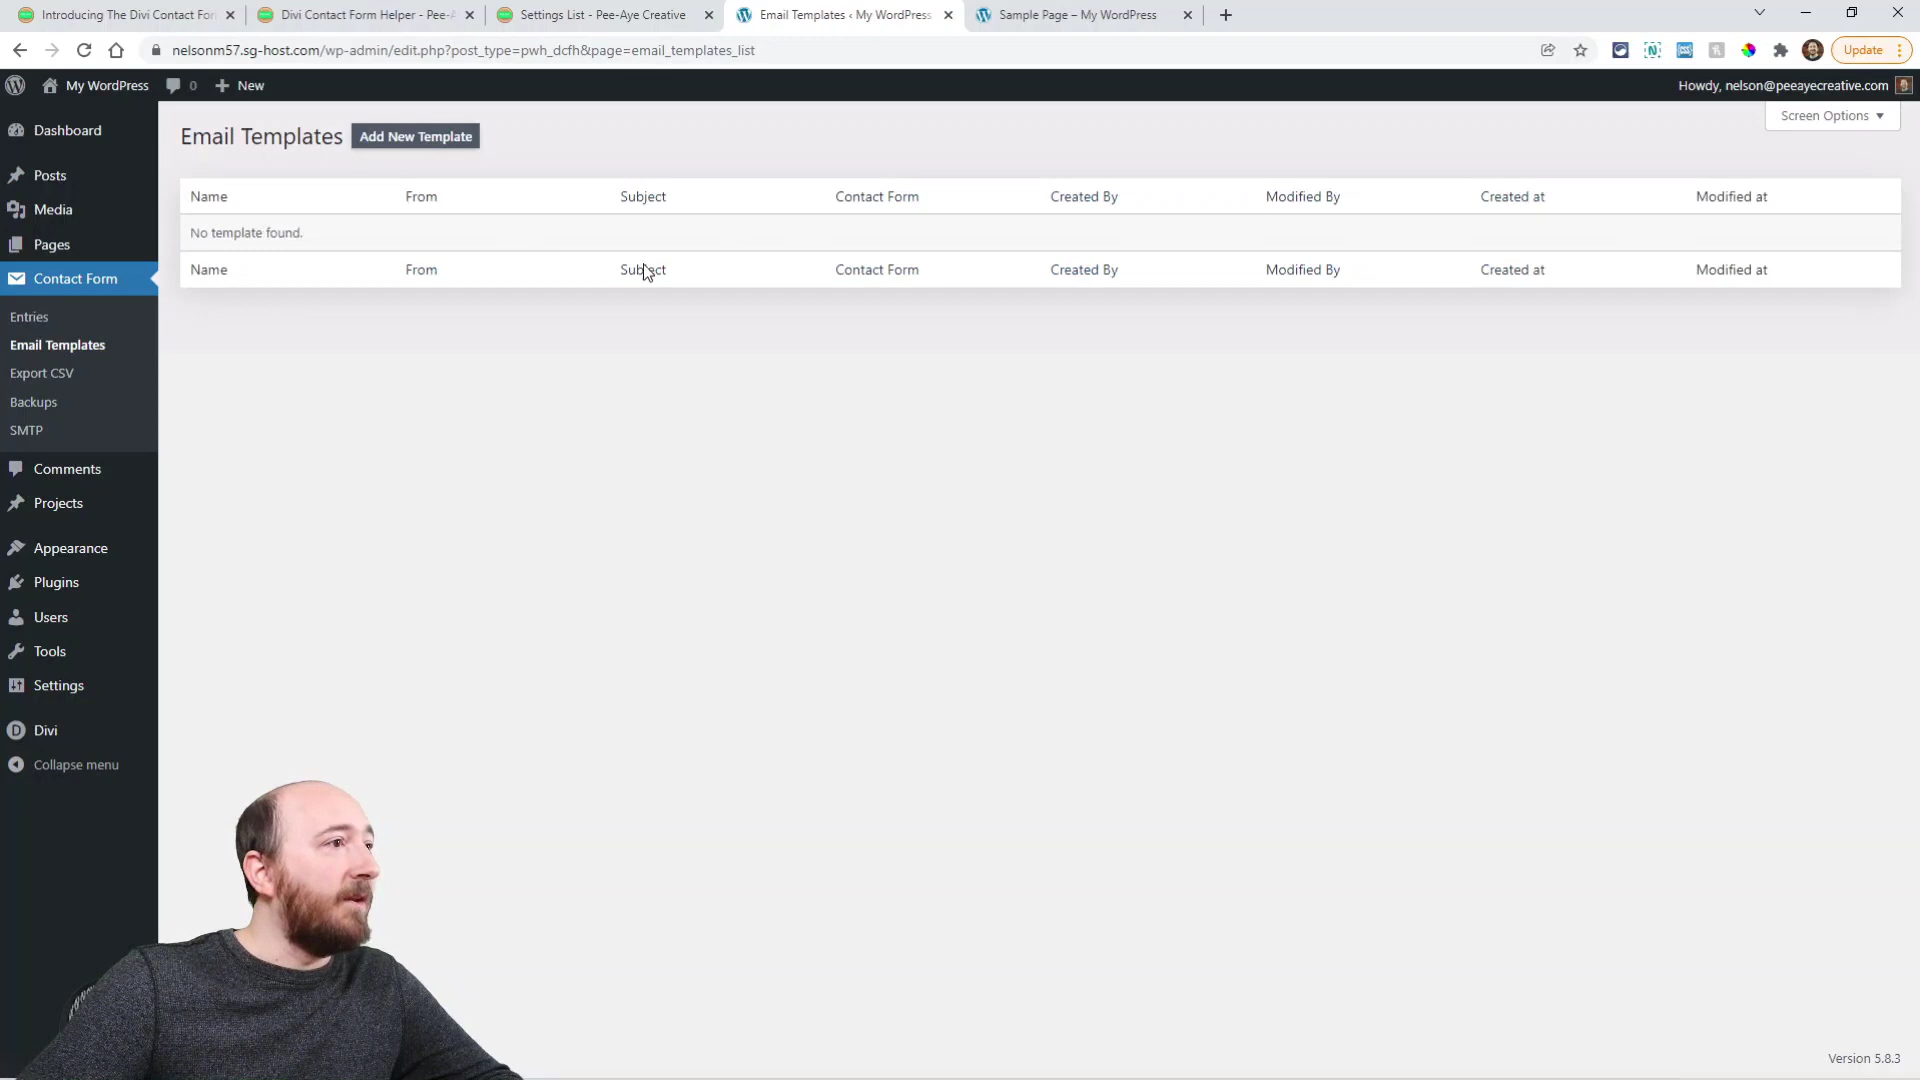 Introducing The Divi Contact For
Divi Contact Form Helper - Pee-A
Settings List - Pee-Aye Creative
Email Templates ‹ My WordPress
Sample Page – My WordPress
nelsonm57.sg-host.com/wp-admin/edit.php?post_type=pwh_dcfh&page=email_templates_list
Update
My WordPress
0
New
Howdy, nelson@peeayecreative.com
Screen Options
Dashboard
Posts
Media
Pages
Contact Form
Entries
Email Templates
Export CSV
Backups
SMTP
Comments
Projects
Appearance
Plugins
Users
Tools
Settings
Divi
Collapse menu
Email Templates
Add New Template
Name From Subject Contact Form Created By Modified By Created at Modified at
No template found.
Name From Subject Contact Form Created By Modified By Created at Modified at
Version 5.8.3